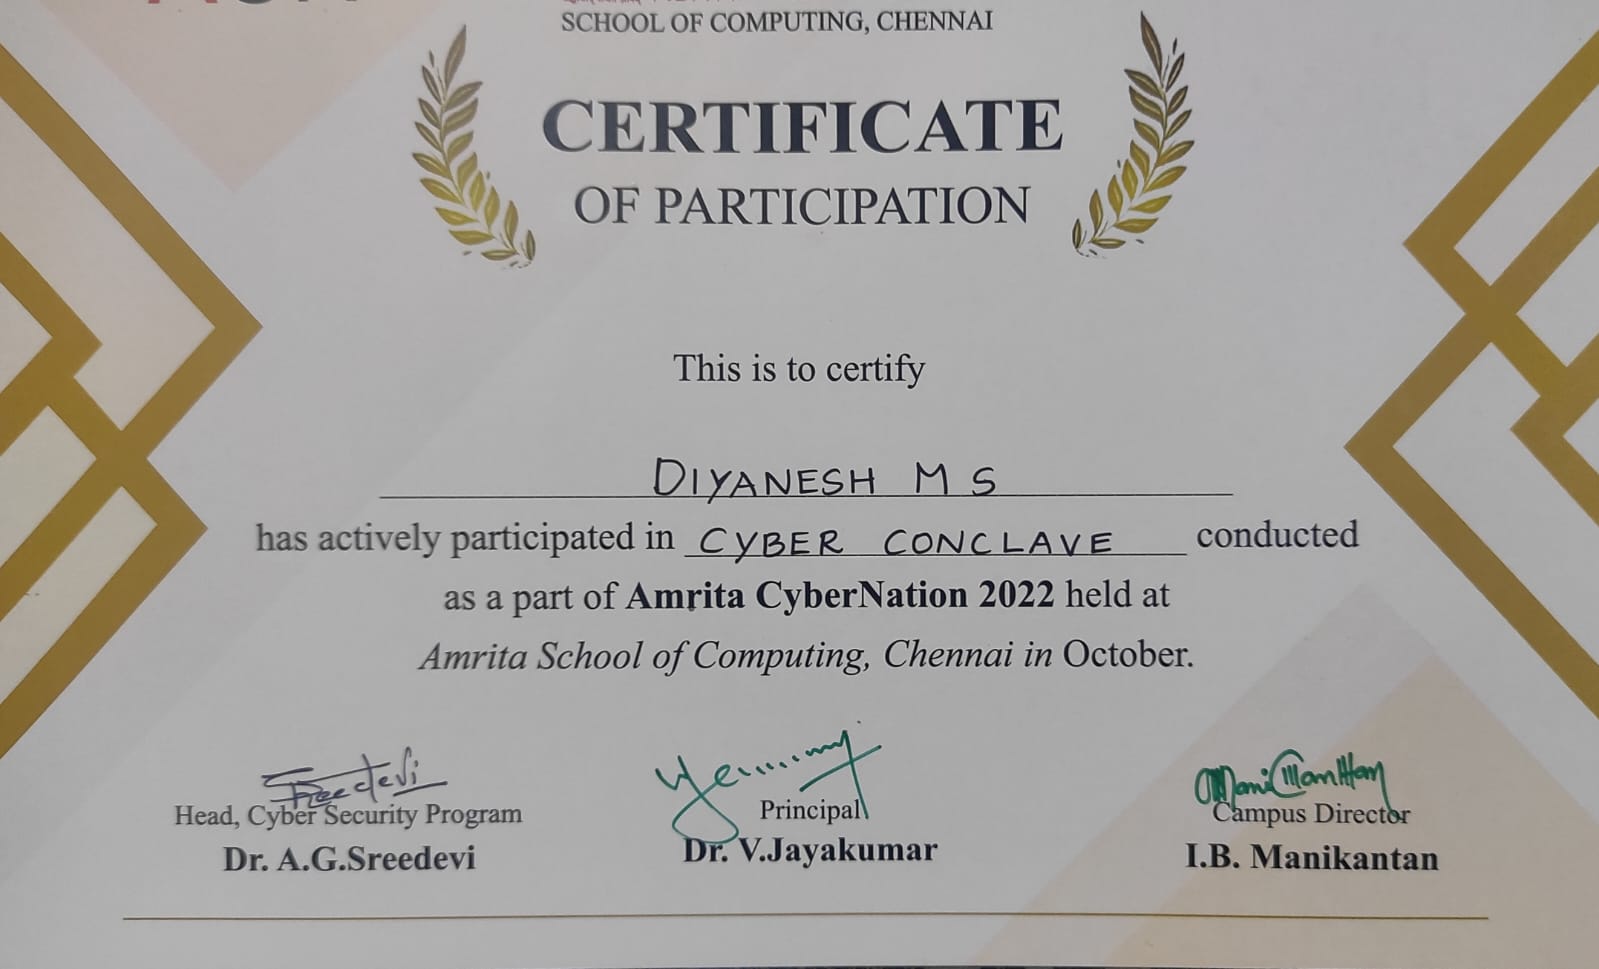 SCHOOL OF COMPUTING, CHENNAI
CERTIFICATE
OF PARTICIPATION
This is to certify
DIYANESH M S
has actively participated in CYBER CONCLAVE conducted
as a part of Amrita CyberNation 2022 held at
Amrita School of Computing, Chennai in October.
Sreedevi
Head, Cyber Security Program
Dr. A.G.Sreedevi
Principal
Dr. V.Jayakumar
Campus Director
I.B. Manikantan